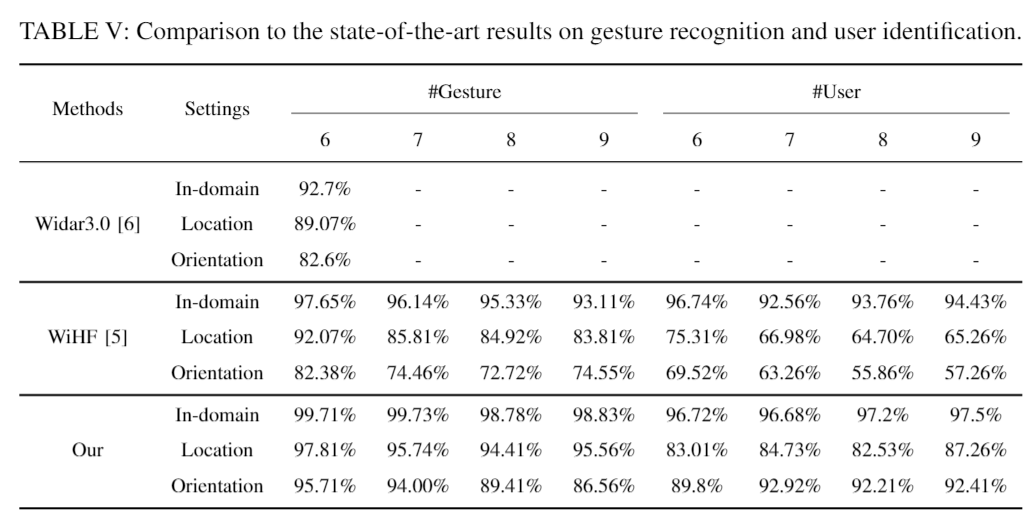 TABLE V: Comparison to the state-of-the-art results on gesture recognition and user identification.
Methods Settings #Gesture #User
6 7 8 9 6 7 8 9
In-domain 92.7% - - - - - - -
Widar3.0 [6] Location 89.07% - - - - - - -
Orientation 82.6% - - - - - - -
In-domain 97.65% 96.14% 95.33% 93.11% 96.74% 92.56% 93.76% 94.43%
WiHF [5] Location 92.07% 85.81% 84.92% 83.81% 75.31% 66.98% 64.70% 65.26%
Orientation 82.38% 74.46% 72.72% 74.55% 69.52% 63.26% 55.86% 57.26%
In-domain 99.71% 99.73% 98.78% 98.83% 96.72% 96.68% 97.2% 97.5%
Our Location 97.81% 95.74% 94.41% 95.56% 83.01% 84.73% 82.53% 87.26%
Orientation 95.71% 94.00% 89.41% 86.56% 89.8% 92.92% 92.21% 92.41%